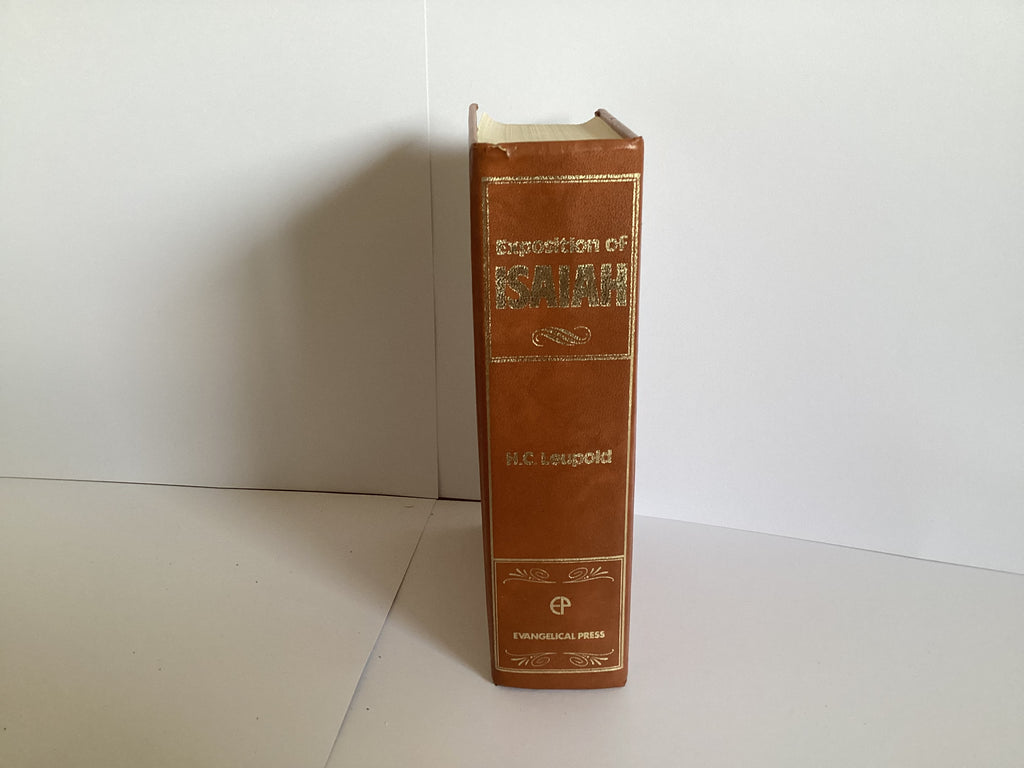 Exposition of
ISAIAH
H.C. Leupold
EP
EVANGELICAL PRESS